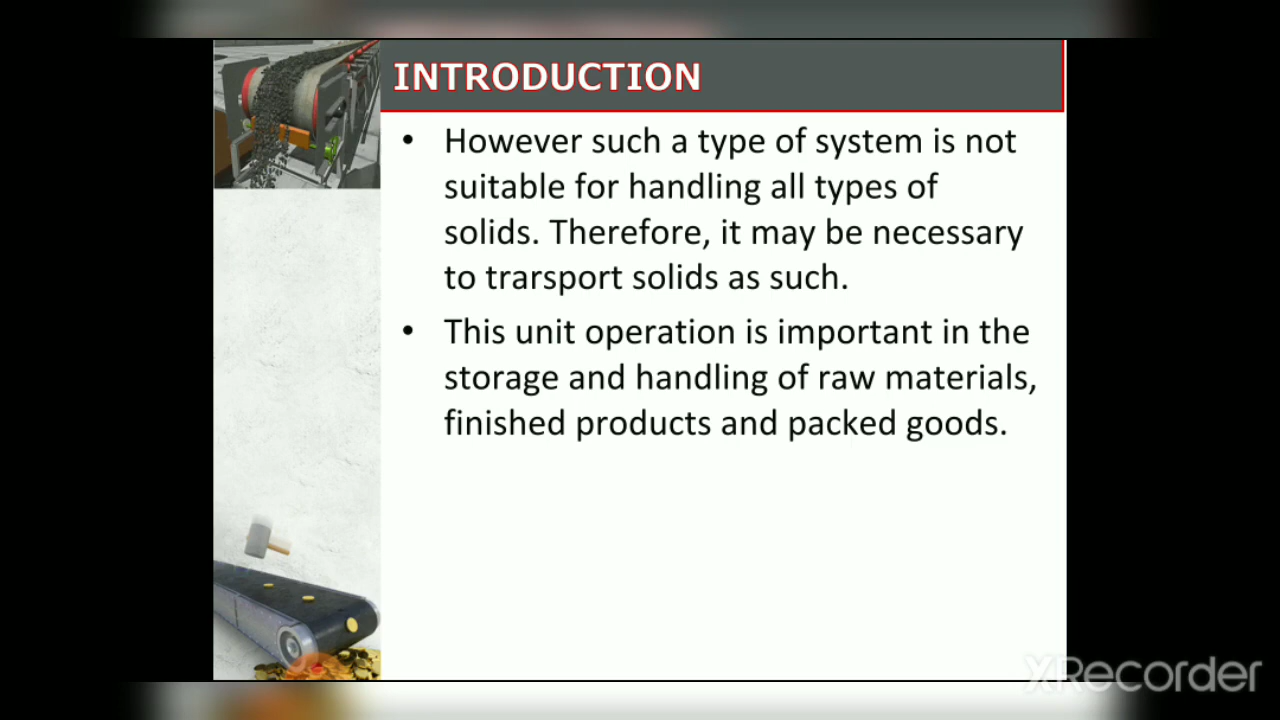 INTRODUCTION
• However such a type of system is not
suitable for handling all types of
solids. Therefore, it may be necessary
to trarsport solids as such.
• This unit operation is important in the
storage and handling of raw materials,
finished products and packed goods.
XRecorder